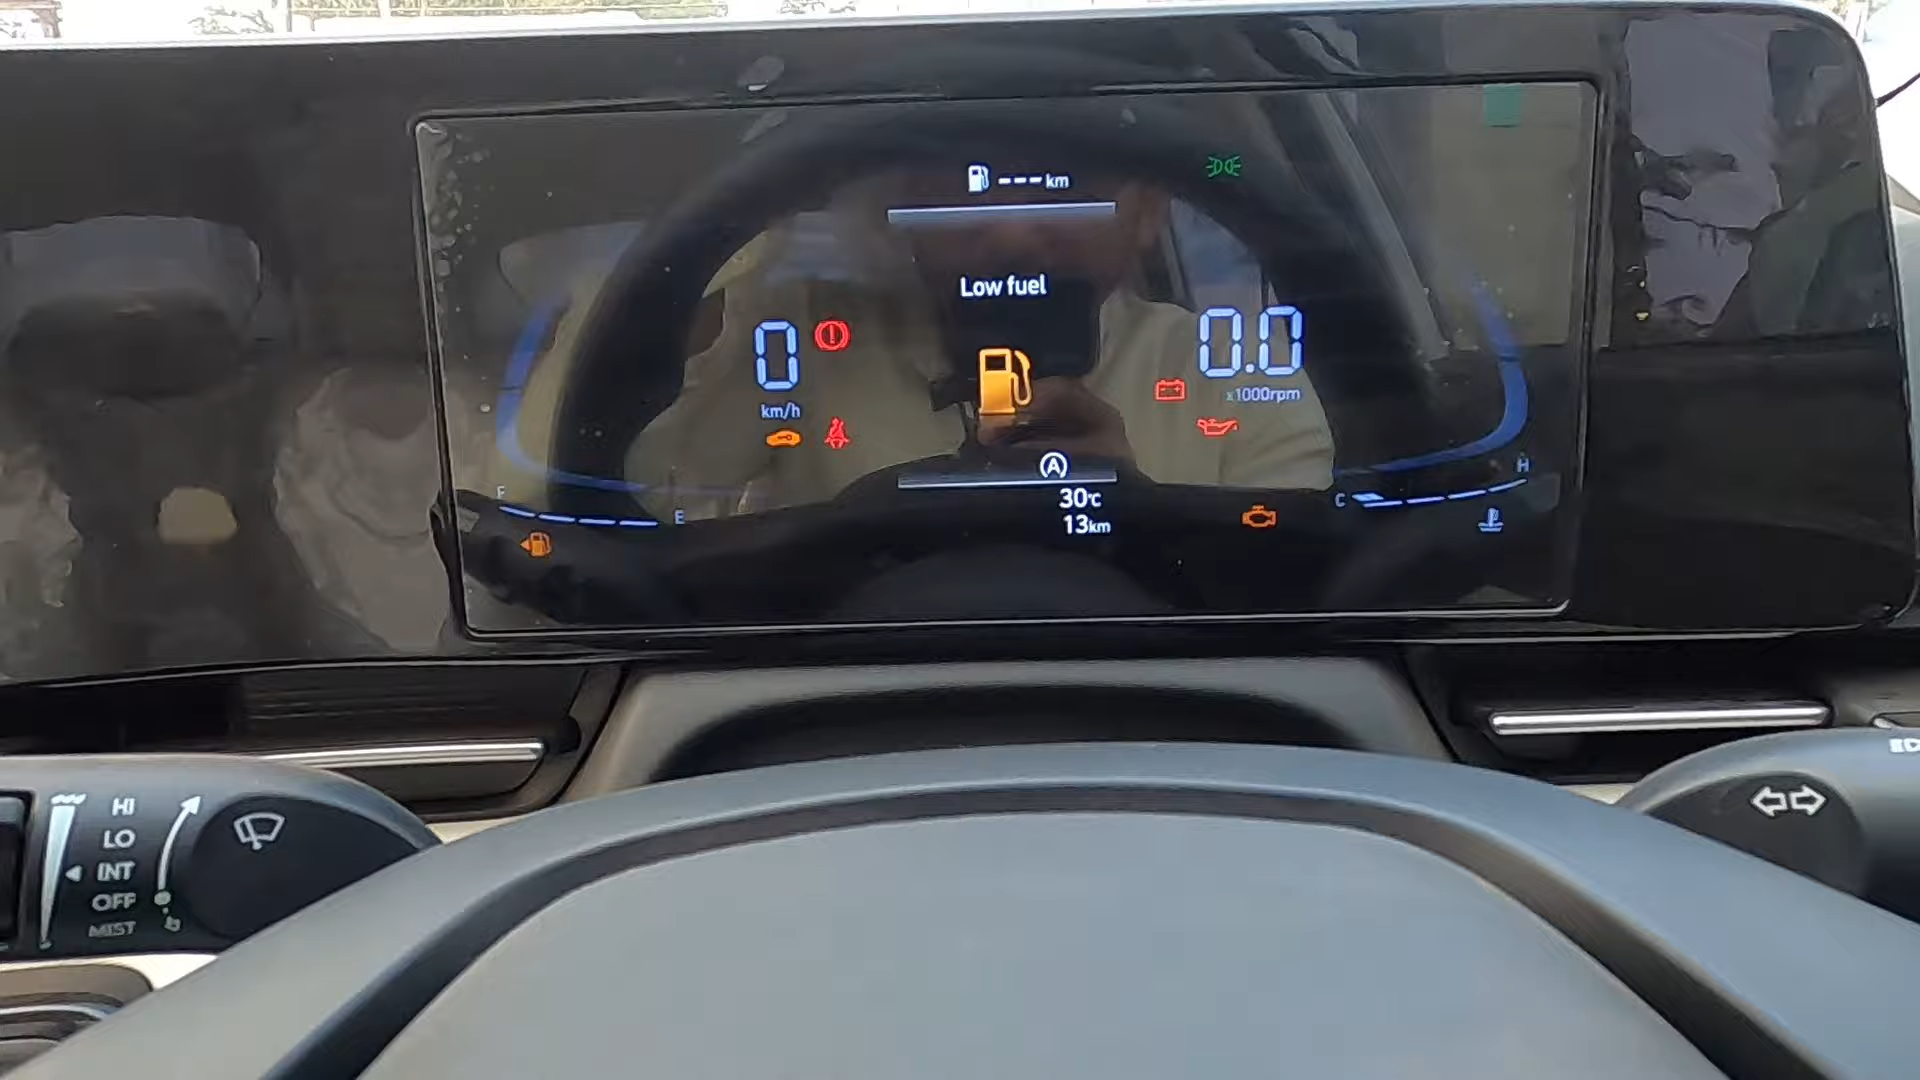 --- km
Low fuel
0
km/h
0.0
x1000rpm
A
30°C
13km
F
E
C
H
HI
LO
INT
OFF
MIST